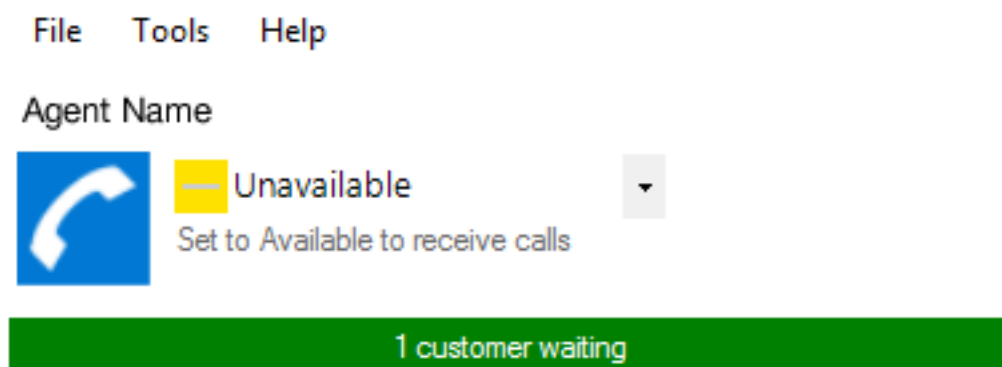 File Tools Help
Agent Name
Unavailable
Set to Available to receive calls
1 customer waiting